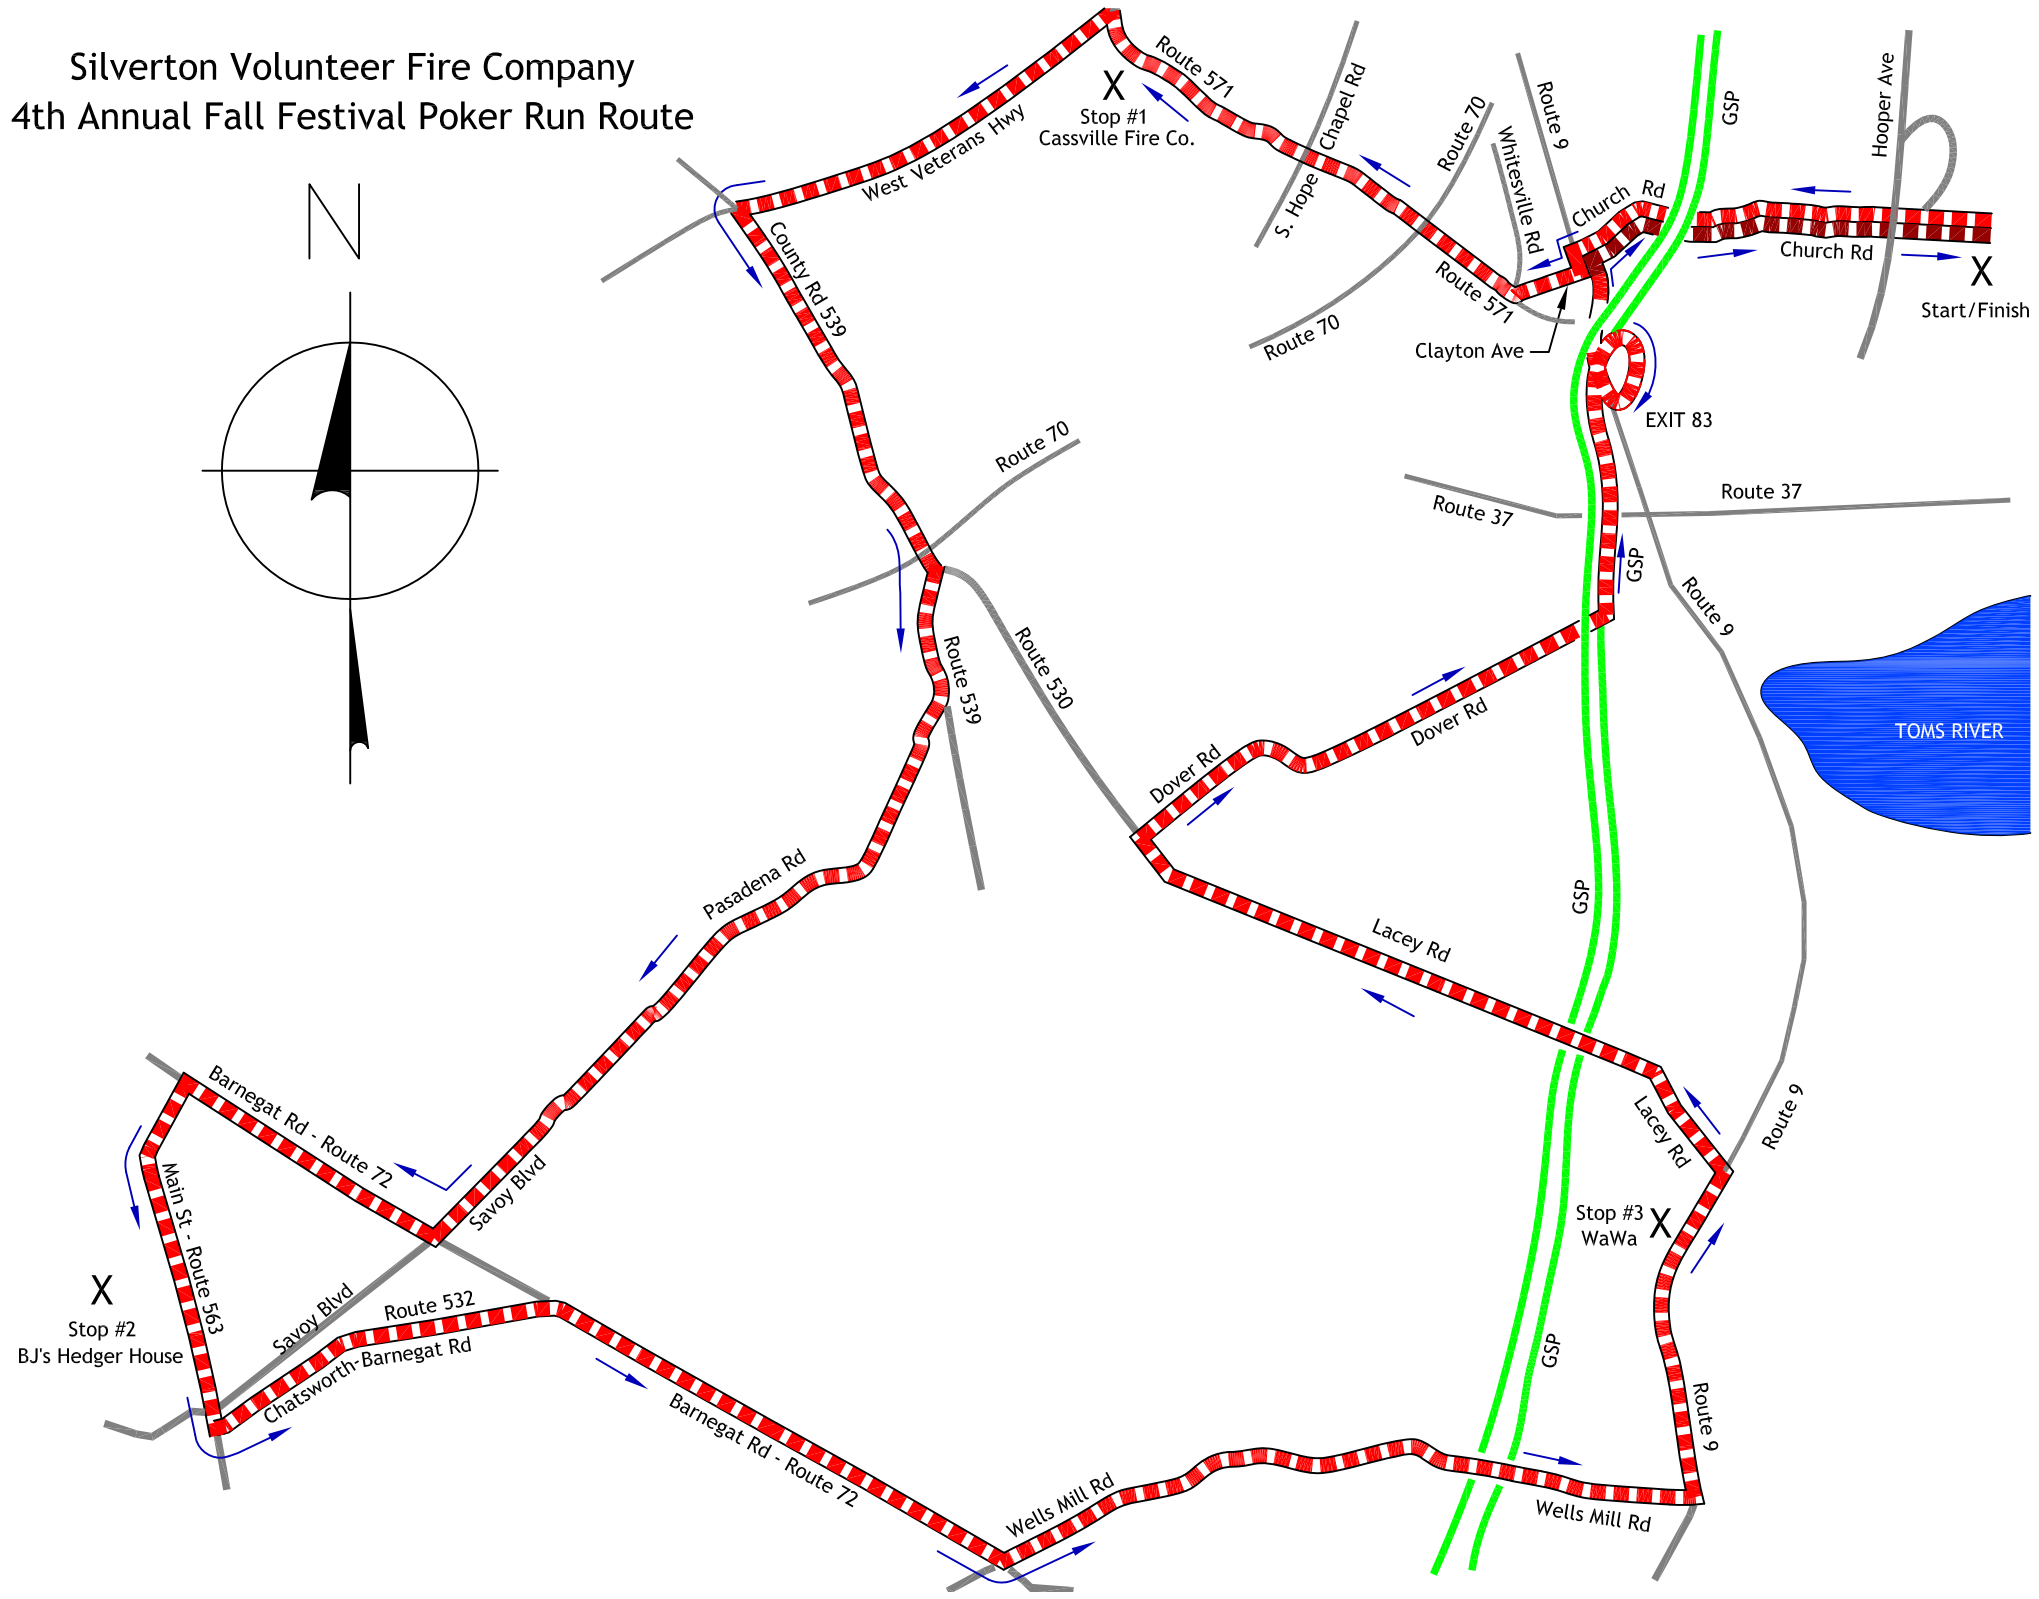 Silverton Volunteer Fire Company
4th Annual Fall Festival Poker Run Route
N
Route 571
X
Stop #1
Cassville Fire Co.
West Veterans Hwy
S. Hope Chapel Rd
Route 70
Whitesville Rd
Route 9
GSP
Hooper Ave
Church Rd
Church Rd
X
Start/Finish
Route 571
Route 70
Clayton Ave
EXIT 83
County Rd 539
Route 70
Route 37
Route 37
GSP
Route 9
TOMS RIVER
Route 539
Route 530
Dover Rd
Dover Rd
Pasadena Rd
GSP
Lacey Rd
Lacey Rd
Route 9
Barnegat Rd - Route 72
Savoy Blvd
Main St - Route 563
X
Stop #2
BJ's Hedger House
Savoy Blvd
Route 532
Chatsworth-Barnegat Rd
Stop #3
WaWa
X
GSP
Barnegat Rd - Route 72
Route 9
Wells Mill Rd
Wells Mill Rd